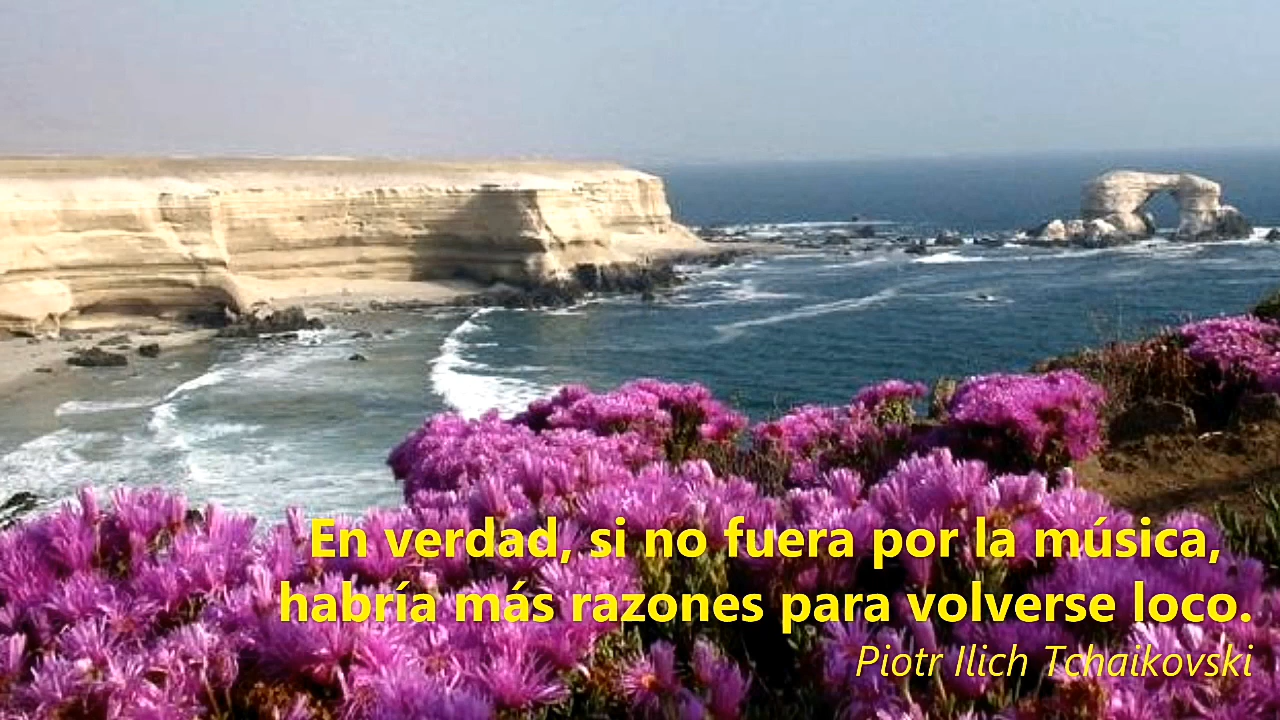 En verdad, si no fuera por la música,
habría más razones para volverse loco.
Piotr Ilich Tchaikovski